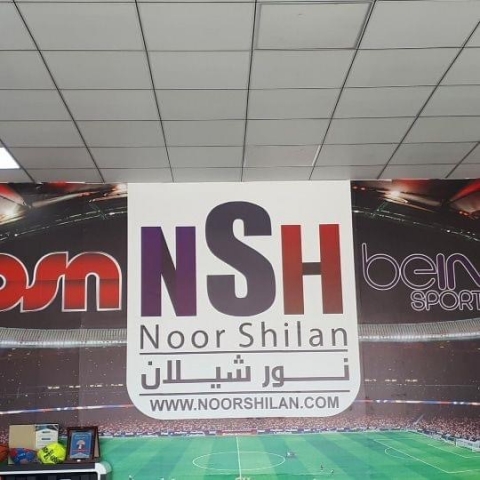 osn
NSH
beIN
SPORTS
Noor Shilan
نور شيلان
WWW.NOORSHILAN.COM